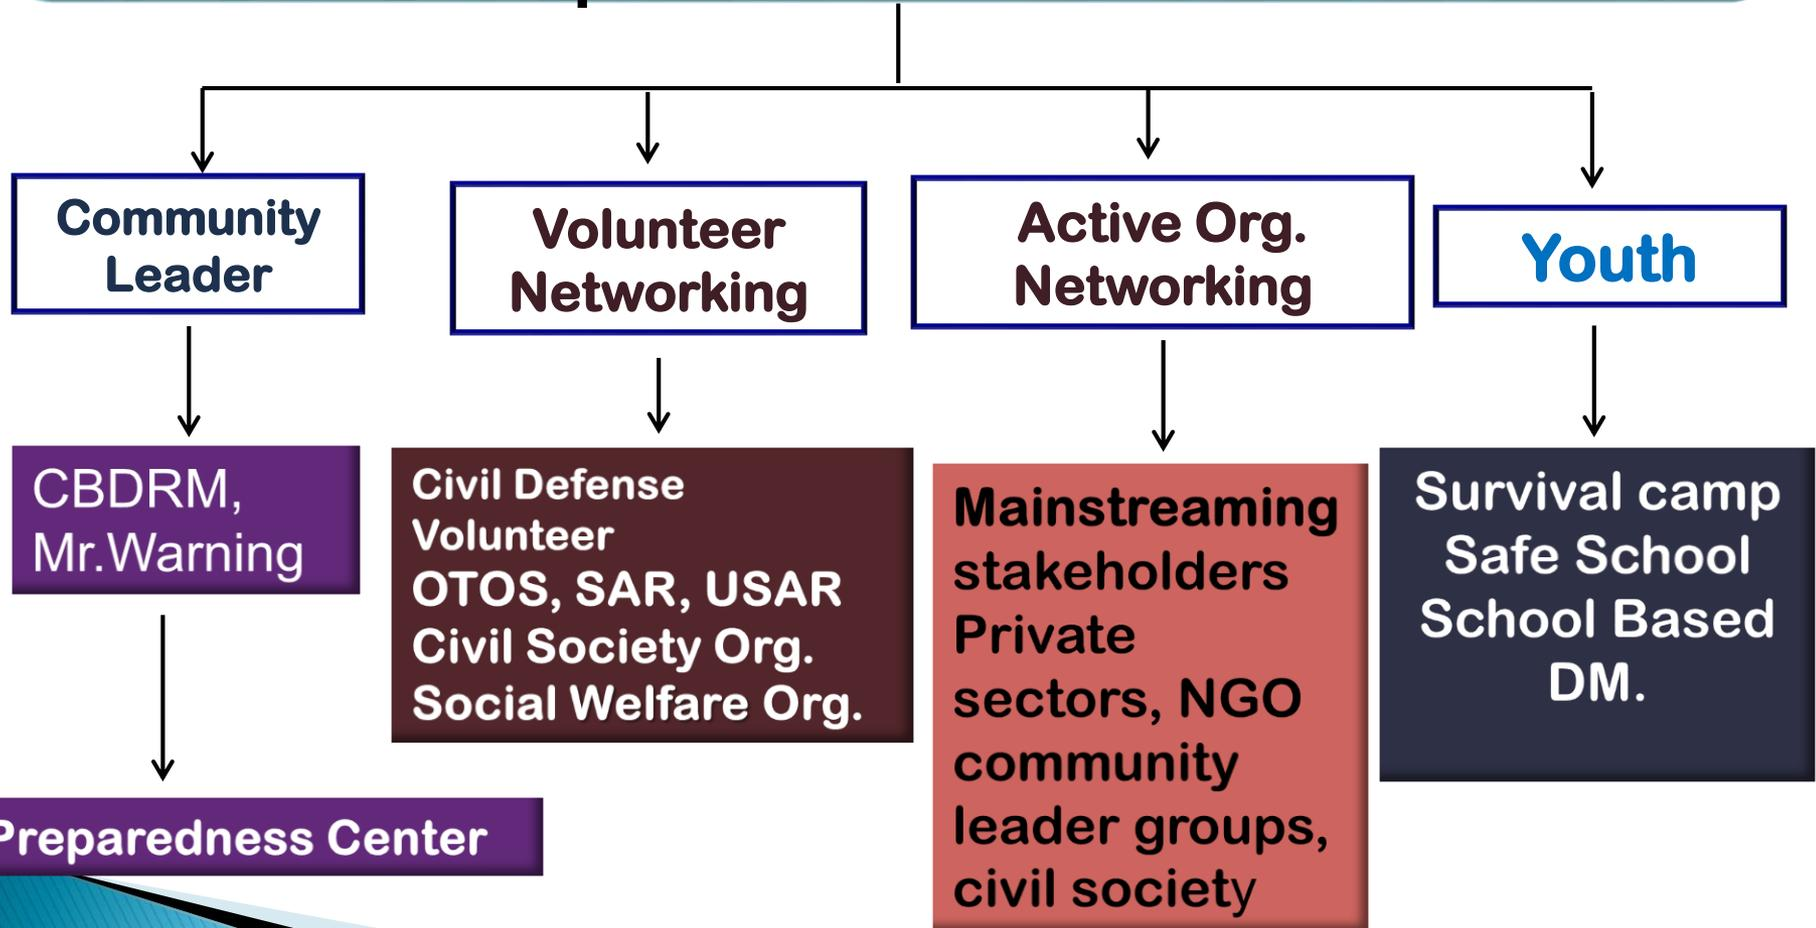 Community
Leader
Volunteer
Networking
Active Org.
Networking
Youth
CBDRM,
Mr.Warning
Civil Defense
Volunteer
OTOS, SAR, USAR
Civil Society Org.
Social Welfare Org.
Mainstreaming
stakeholders
Private
sectors, NGO
community
leader groups,
civil society
Survival camp
Safe School
School Based
DM.
Preparedness Center